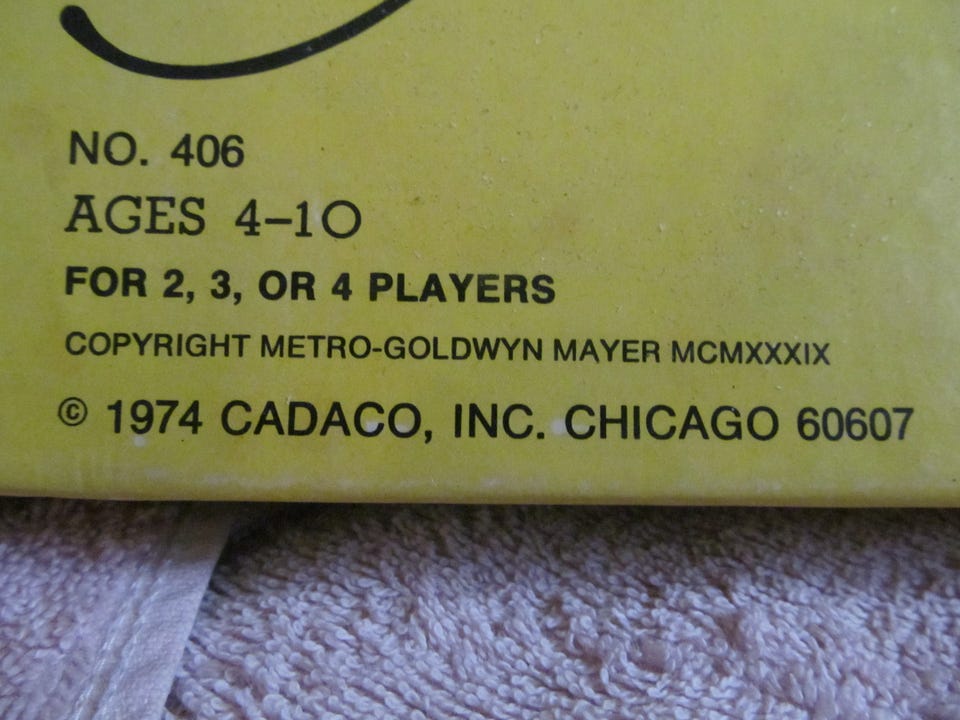 NO. 406
AGES 4-10
FOR 2, 3, OR 4 PLAYERS
COPYRIGHT METRO-GOLDWYN MAYER MCMXXXIX
© 1974 CADACO, INC. CHICAGO 60607